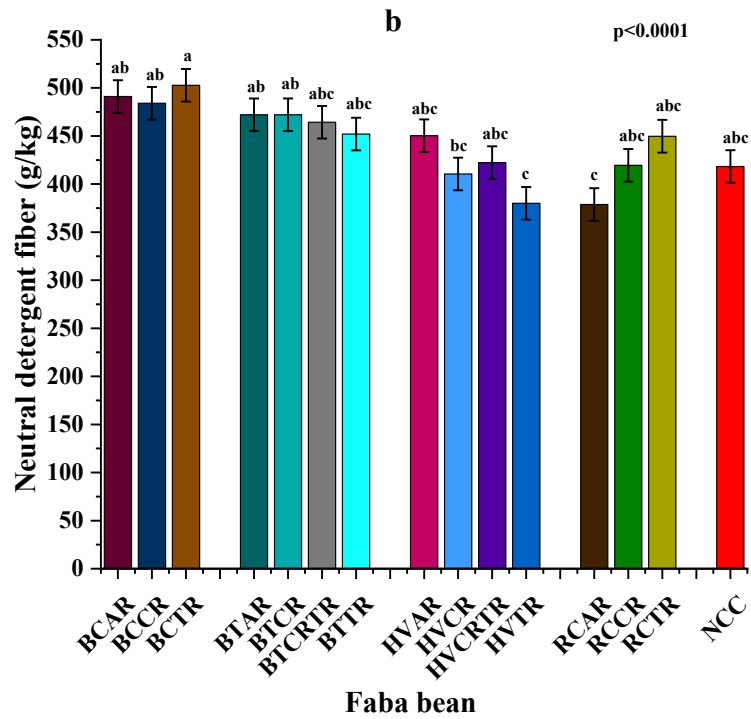 b
p<0.0001
Neutral detergent fiber (g/kg)
550
500
450
400
350
300
250
200
150
100
50
0
ab
ab
a
ab
ab
abc
abc
abc
bc
abc
c
c
abc
abc
abc
BCAR
BCCR
BCTR
BTAR
BTCR
BTCRTR
BTTR
HVAR
HVCR
HVCRTR
HVTR
RCAR
RCCR
RCTR
NCC
Faba bean